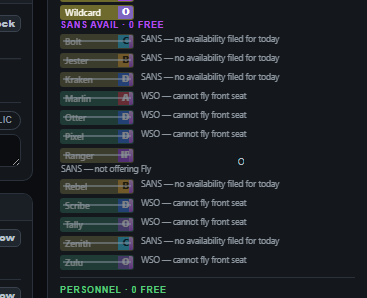 Wildcard O
SANS AVAIL · 0 FREE
ock
Bolt C SANS — no availability filed for today
Jester B SANS — no availability filed for today
Kraken D SANS — no availability filed for today
Marlin A WSO — cannot fly front seat
LIC
Otter D WSO — cannot fly front seat
Pixel D WSO — cannot fly front seat
Ranger IP
SANS — not offering Fly
Rebel B SANS — no availability filed for today
Scribe D WSO — cannot fly front seat
Tally O WSO — cannot fly front seat
ow
Zenith C SANS — no availability filed for today
Zulu O WSO — cannot fly front seat
PERSONNEL · 0 FREE
ow